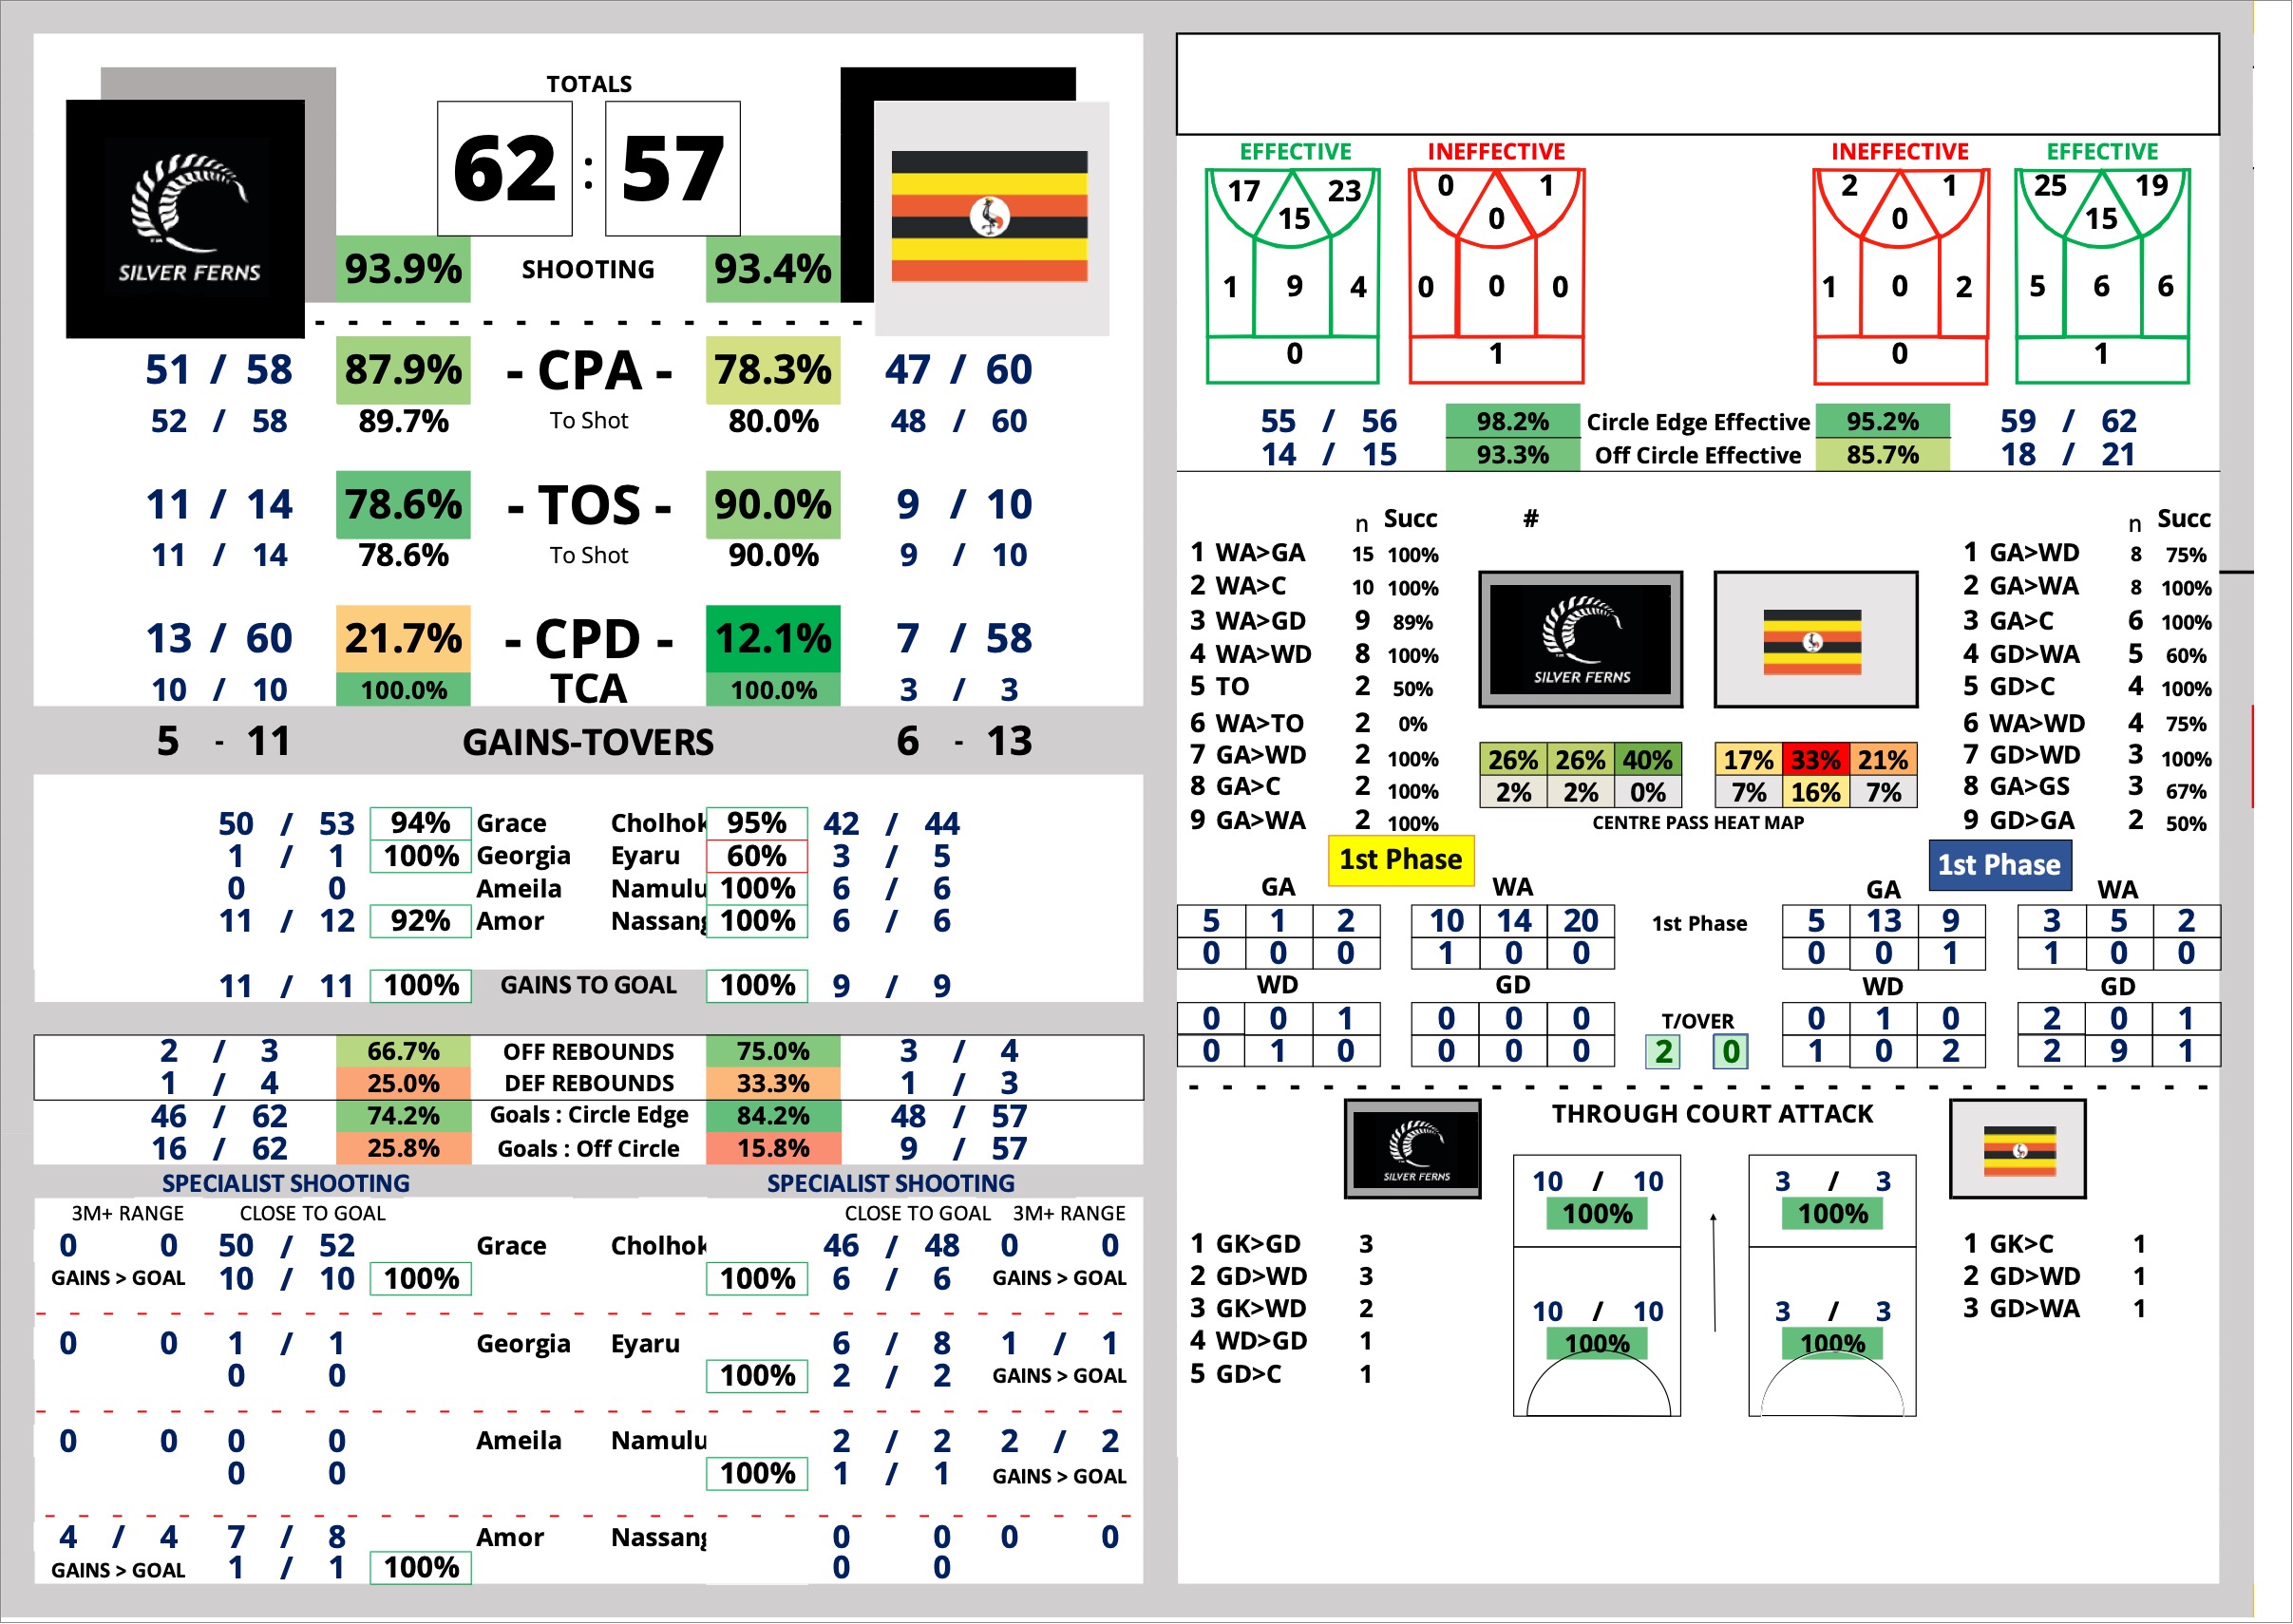 TOTALS
62 : 57
SILVER FERNS
93.9% SHOOTING 93.4%
51 / 58 87.9% - CPA - 78.3% 47 / 60
52 / 58 89.7% To Shot 80.0% 48 / 60
11 / 14 78.6% - TOS - 90.0% 9 / 10
11 / 14 78.6% To Shot 90.0% 9 / 10
13 / 60 21.7% - CPD - 12.1% 7 / 58
10 / 10 100.0% TCA 100.0% 3 / 3
5 - 11 GAINS-TOVERS 6 - 13
50 / 53 94% Grace Cholhok 95% 42 / 44
1 / 1 100% Georgia Eyaru 60% 3 / 5
0 0 Ameila Namulu 100% 6 / 6
11 / 12 92% Amor Nassang 100% 6 / 6
11 / 11 100% GAINS TO GOAL 100% 9 / 9
2 / 3 66.7% OFF REBOUNDS 75.0% 3 / 4
1 / 4 25.0% DEF REBOUNDS 33.3% 1 / 3
46 / 62 74.2% Goals : Circle Edge 84.2% 48 / 57
16 / 62 25.8% Goals : Off Circle 15.8% 9 / 57
SPECIALIST SHOOTING SPECIALIST SHOOTING
3M+ RANGE CLOSE TO GOAL CLOSE TO GOAL 3M+ RANGE
0 0 50 / 52 Grace Cholhok 46 / 48 0 0
GAINS > GOAL 10 / 10 100% 100% 6 / 6 GAINS > GOAL
0 0 1 / 1 Georgia Eyaru 6 / 8 1 / 1
0 0 100% 2 / 2 GAINS > GOAL
0 0 0 0 Ameila Namulu 2 / 2 2 / 2
0 0 100% 1 / 1 GAINS > GOAL
4 / 4 7 / 8 Amor Nassang 0 0 0 0
GAINS > GOAL 1 / 1 100% 0 0
EFFECTIVE INEFFECTIVE INEFFECTIVE EFFECTIVE
17 23 0 1 2 1 25 19
15 0 0 15
1 9 4 0 0 0 1 0 2 5 6 6
0 1 0 1
55 / 56 98.2% Circle Edge Effective 95.2% 59 / 62
14 / 15 93.3% Off Circle Effective 85.7% 18 / 21
n Succ # n Succ
1 WA>GA 15 100% 1 GA>WD 8 75%
2 WA>C 10 100% 2 GA>WA 8 100%
3 WA>GD 9 89% 3 GA>C 6 100%
4 WA>WD 8 100% 4 GD>WA 5 60%
5 TO 2 50% SILVER FERNS 5 GD>C 4 100%
6 WA>TO 2 0% 6 WA>WD 4 75%
7 GA>WD 2 100% 26% 26% 40% 17% 33% 21% 7 GD>WD 3 100%
8 GA>C 2 100% 2% 2% 0% 7% 16% 7% 8 GA>GS 3 67%
9 GA>WA 2 100% CENTRE PASS HEAT MAP 9 GD>GA 2 50%
1st Phase 1st Phase
GA WA GA WA
5 1 2 10 14 20 1st Phase 5 13 9 3 5 2
0 0 0 1 0 0 0 0 1 1 0 0
WD GD WD GD
0 0 1 0 0 0 T/OVER 0 1 0 2 0 1
0 1 0 0 0 0 2 0 1 0 2 2 9 1
THROUGH COURT ATTACK
SILVER FERNS
10 / 10 3 / 3
100% 100%
1 GK>GD 3 1 GK>C 1
2 GD>WD 3 2 GD>WD 1
3 GK>WD 2 10 / 10 3 / 3 3 GD>WA 1
4 WD>GD 1 100% 100%
5 GD>C 1